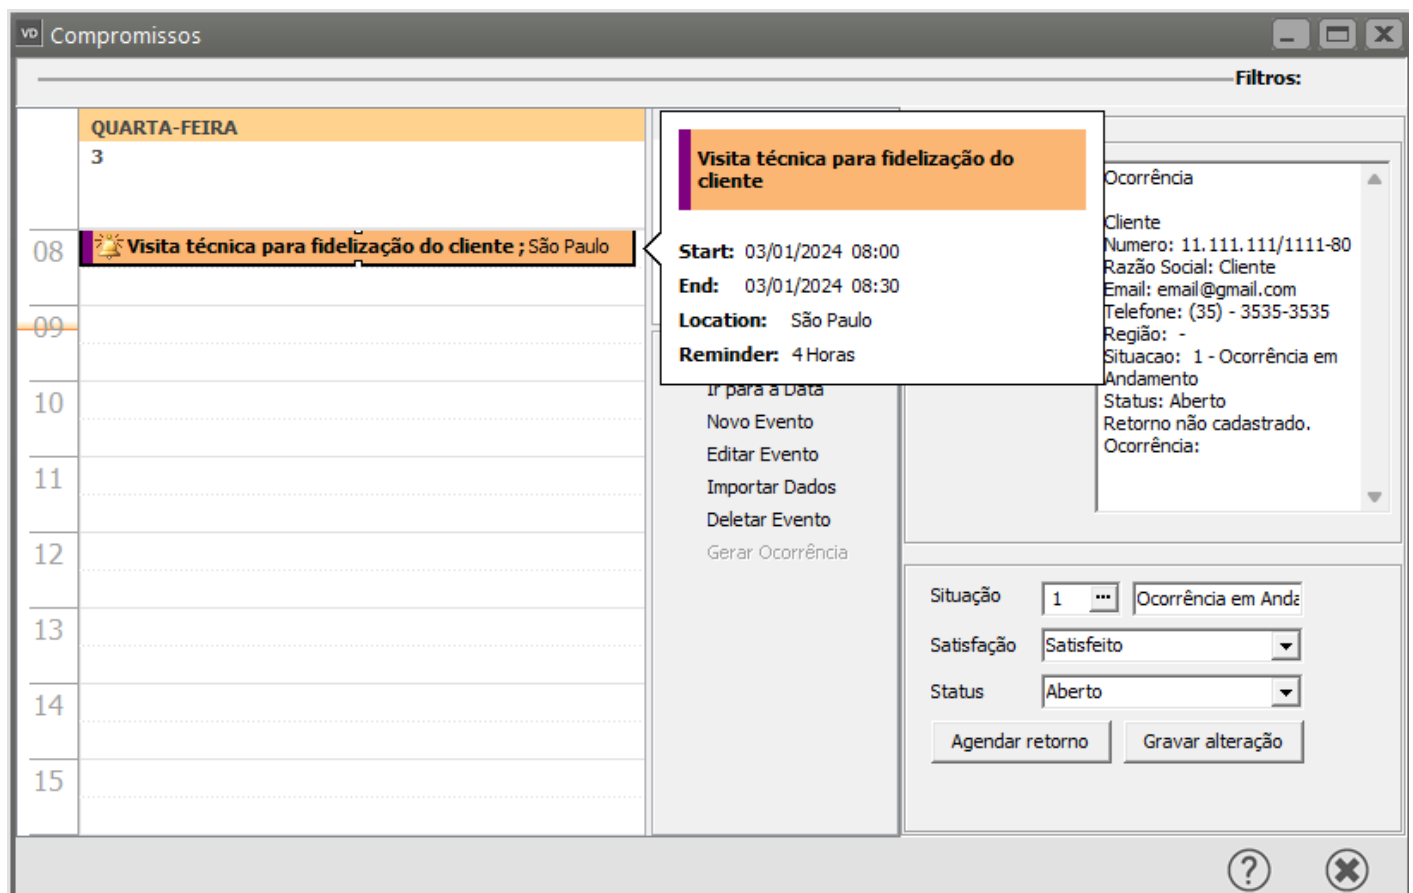 VD Compromissos
Filtros:
QUARTA-FEIRA
3
08
Visita técnica para fidelização do cliente ; São Paulo
09
10
11
12
13
14
15
Visita técnica para fidelização do
cliente
Start: 03/01/2024 08:00
End: 03/01/2024 08:30
Location: São Paulo
Reminder: 4 Horas
Ir para a Data
Novo Evento
Editar Evento
Importar Dados
Deletar Evento
Gerar Ocorrência
Ocorrência
Cliente
Numero: 11.111.111/1111-80
Razão Social: Cliente
Email: email@gmail.com
Telefone: (35) - 3535-3535
Região: -
Situacao: 1 - Ocorrência em
Andamento
Status: Aberto
Retorno não cadastrado.
Ocorrência:
Situação 1 ... Ocorrência em Anda
Satisfação Satisfeito
Status Aberto
Agendar retorno Gravar alteração
?